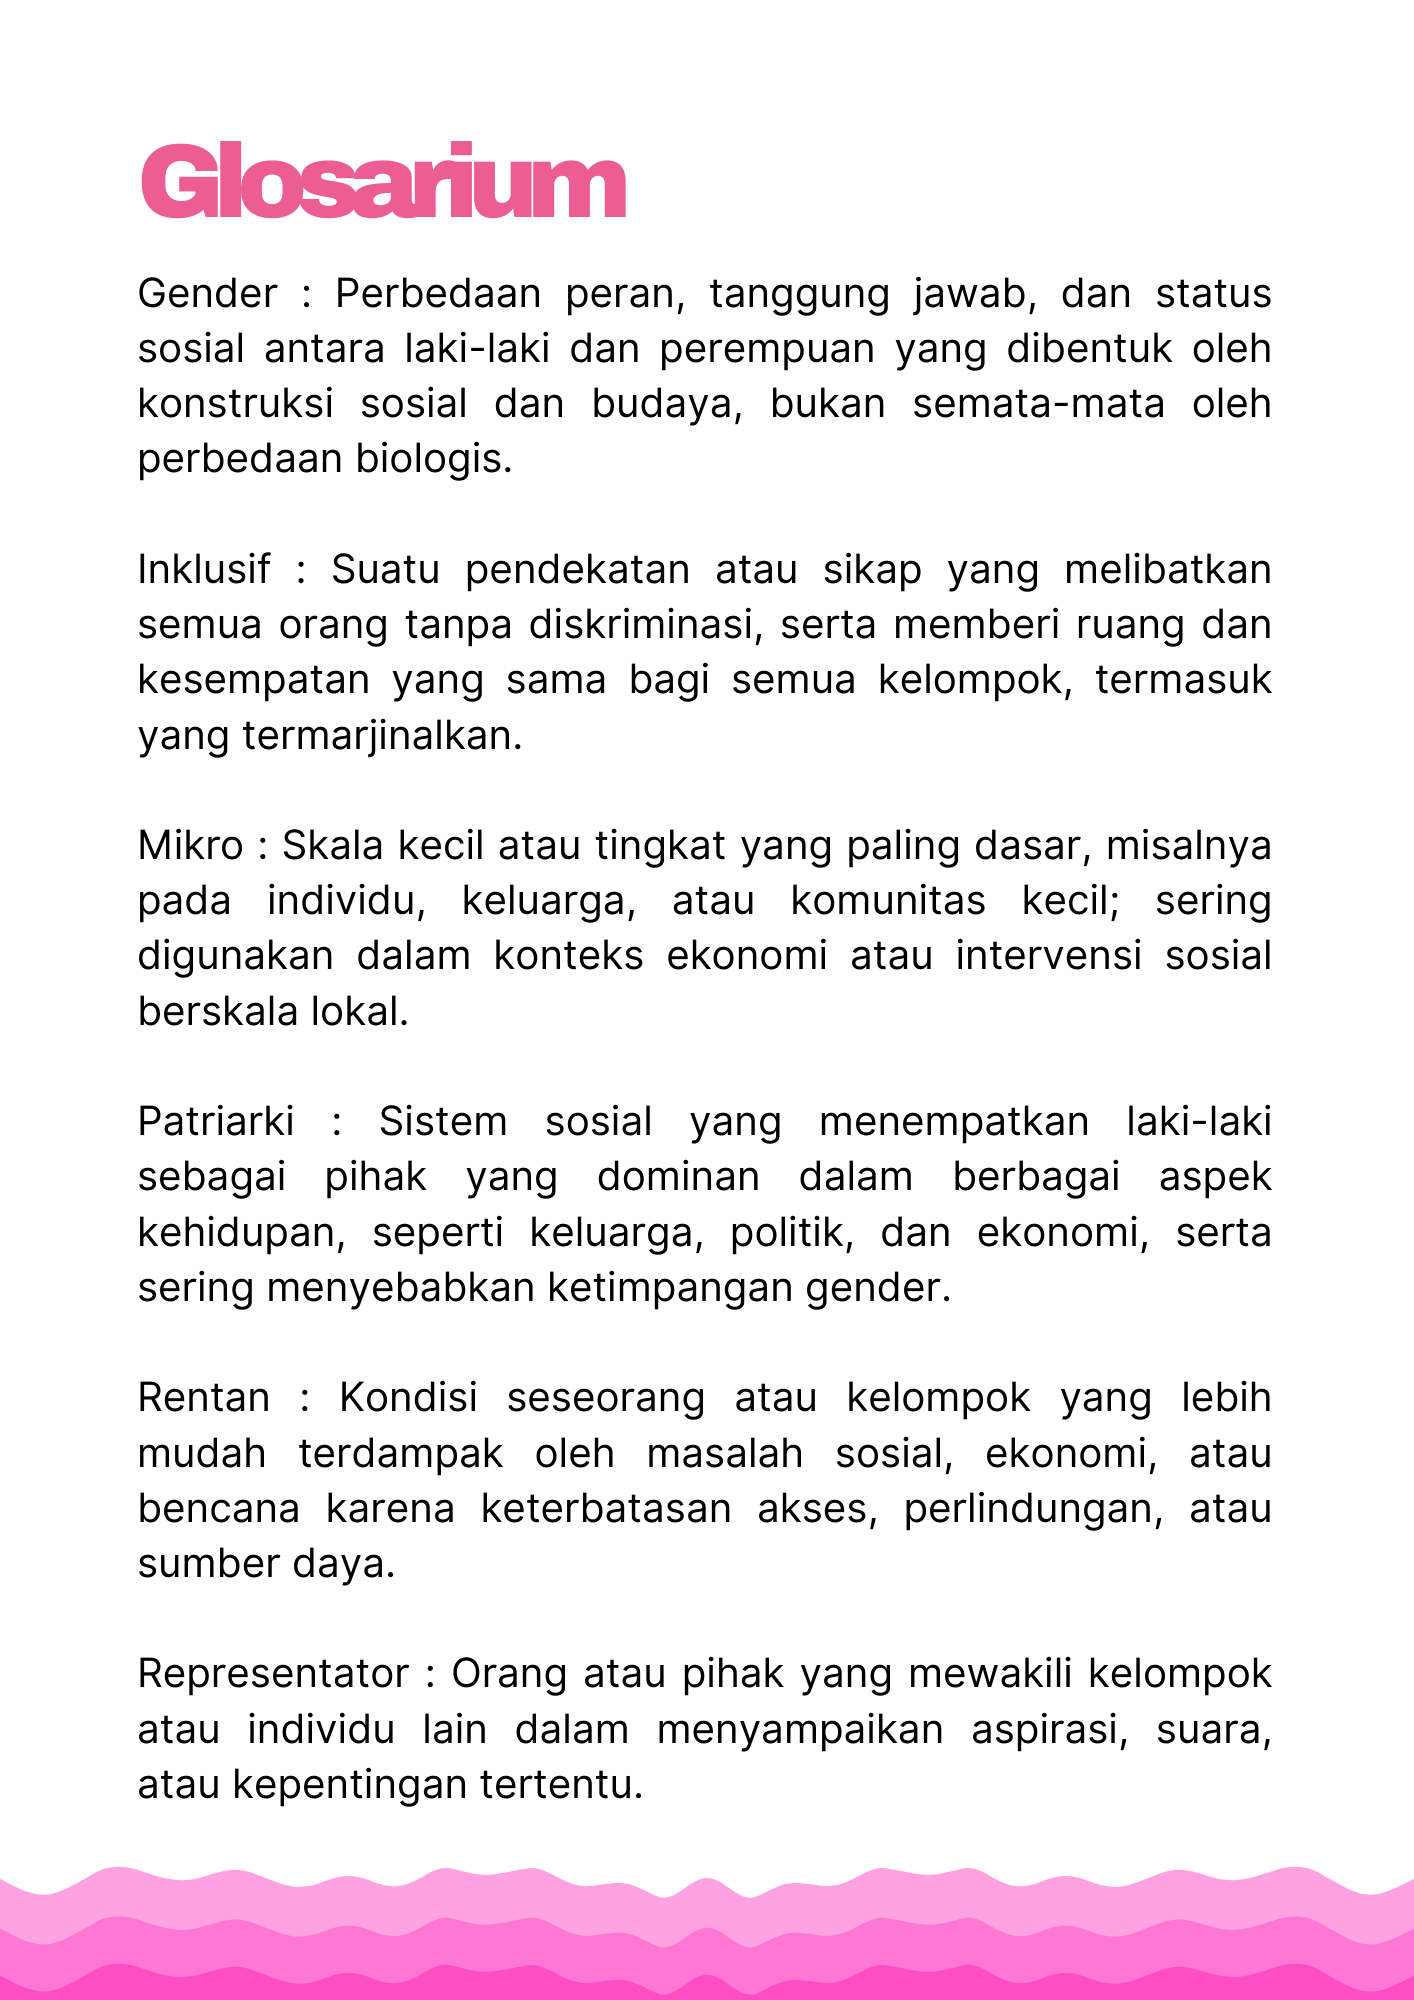 Glosarium
Gender : Perbedaan peran, tanggung jawab, dan status
sosial antara laki-laki dan perempuan yang dibentuk oleh
konstruksi sosial dan budaya, bukan semata-mata oleh
perbedaan biologis.
Inklusif : Suatu pendekatan atau sikap yang melibatkan
semua orang tanpa diskriminasi, serta memberi ruang dan
kesempatan yang sama bagi semua kelompok, termasuk
yang termarjinalkan.
Mikro : Skala kecil atau tingkat yang paling dasar, misalnya
pada individu, keluarga, atau komunitas kecil; sering
digunakan dalam konteks ekonomi atau intervensi sosial
berskala lokal.
Patriarki : Sistem sosial yang menempatkan laki-laki
sebagai pihak yang dominan dalam berbagai aspek
kehidupan, seperti keluarga, politik, dan ekonomi, serta
sering menyebabkan ketimpangan gender.
Rentan : Kondisi seseorang atau kelompok yang lebih
mudah terdampak oleh masalah sosial, ekonomi, atau
bencana karena keterbatasan akses, perlindungan, atau
sumber daya.
Representator : Orang atau pihak yang mewakili kelompok
atau individu lain dalam menyampaikan aspirasi, suara,
atau kepentingan tertentu.